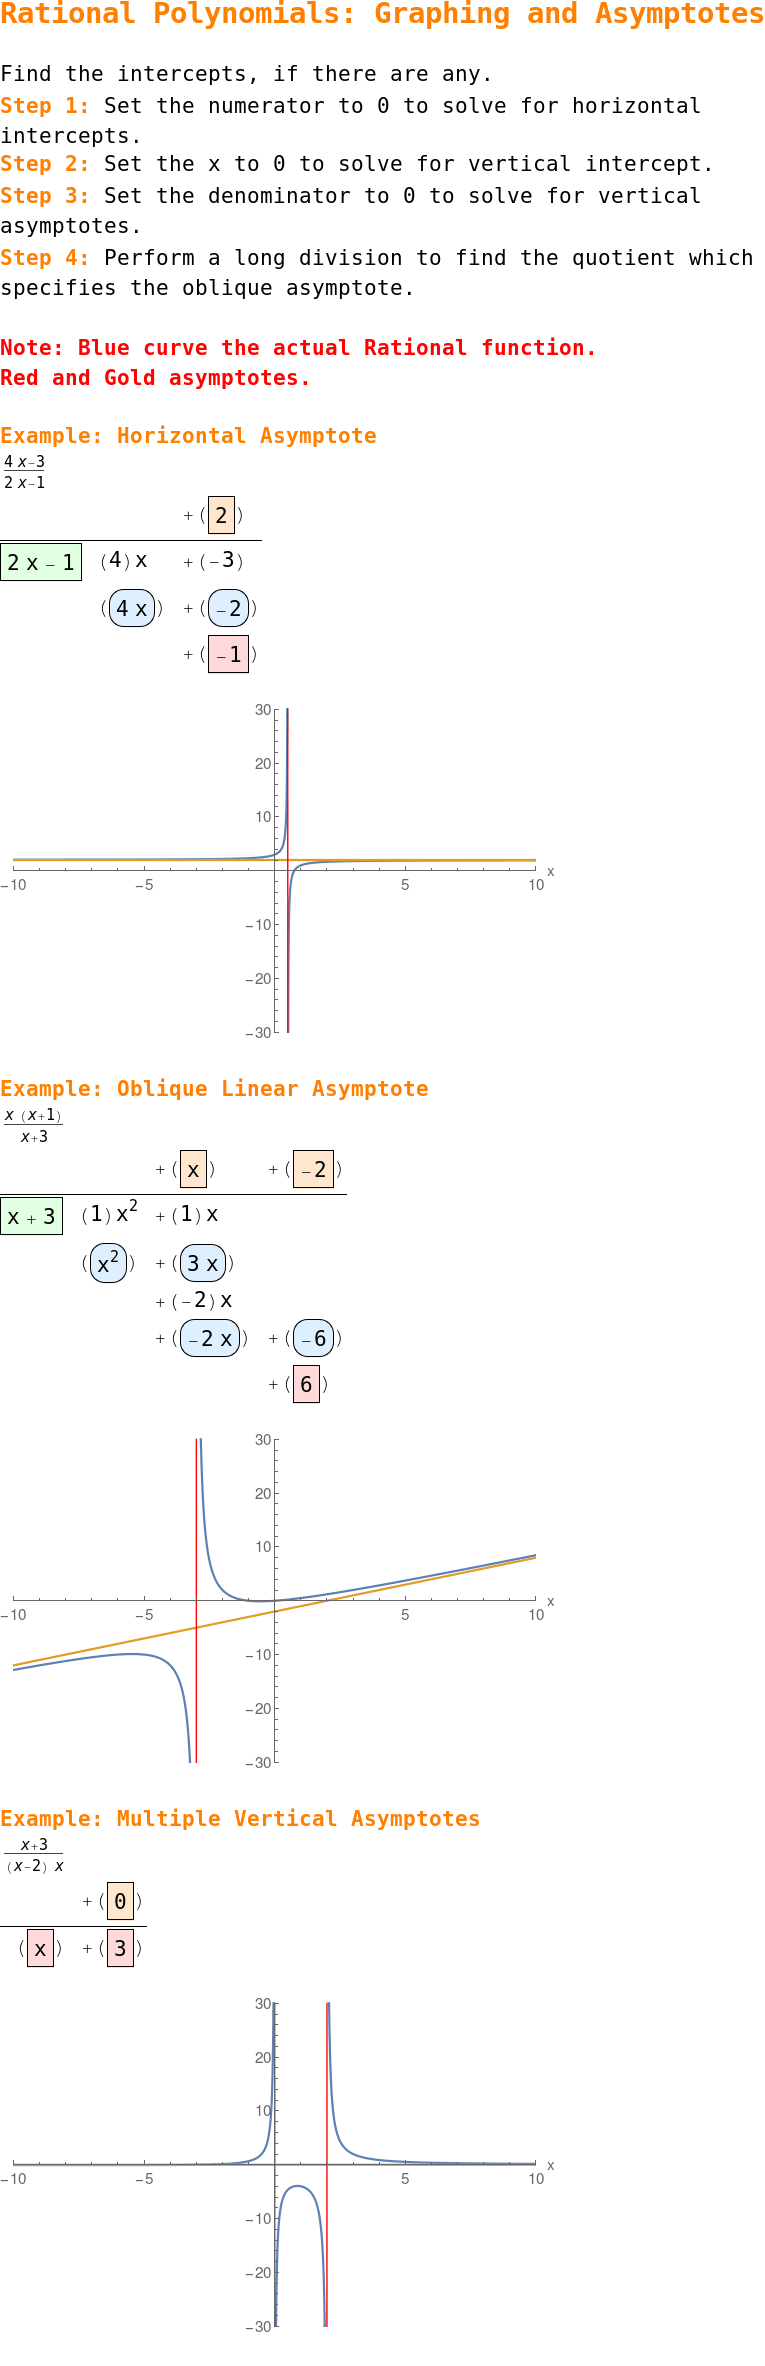 Rational Polynomials: Graphing and Asymptotes
Find the intercepts, if there are any.
Step 1: Set the numerator to 0 to solve for horizontal
intercepts.
Step 2: Set the x to 0 to solve for vertical intercept.
Step 3: Set the denominator to 0 to solve for vertical
asymptotes.
Step 4: Perform a long division to find the quotient which
specifies the oblique asymptote.
Note: Blue curve the actual Rational function.
Red and Gold asymptotes.
Example: Horizontal Asymptote
4 x-3
2 x-1
+ ( 2 )
2 x - 1 (4) x + (-3)
( 4 x ) + ( -2 )
+ ( -1 )
30
20
10
-10 -5 5 10 x
-10
-20
-30
Example: Oblique Linear Asymptote
x (x+1)
x+3
+ ( x ) + ( -2 )
x + 3 (1) x² + (1) x
( x² ) + ( 3 x )
+ (-2) x
+ ( -2 x ) + ( -6 )
+ ( 6 )
30
20
10
-10 -5 5 10 x
-10
-20
-30
Example: Multiple Vertical Asymptotes
x+3
(x-2) x
+ ( 0 )
( x ) + ( 3 )
30
20
10
-10 -5 5 10 x
-10
-20
-30